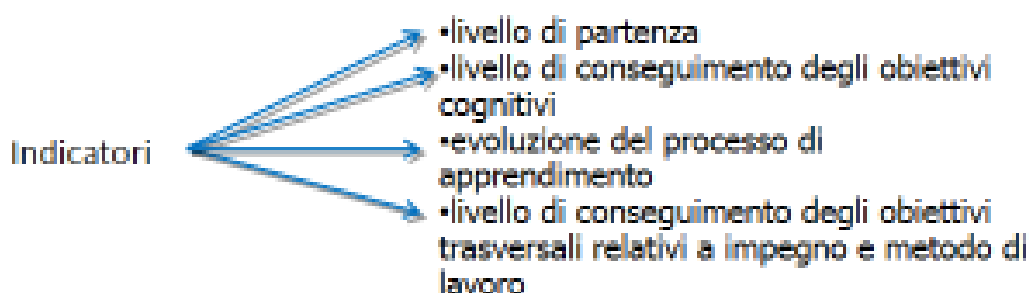 •livello di partenza
•livello di conseguimento degli obiettivi
cognitivi
Indicatori
•evoluzione del processo di
apprendimento
•livello di conseguimento degli obiettivi
trasversali relativi a impegno e metodo di
lavoro